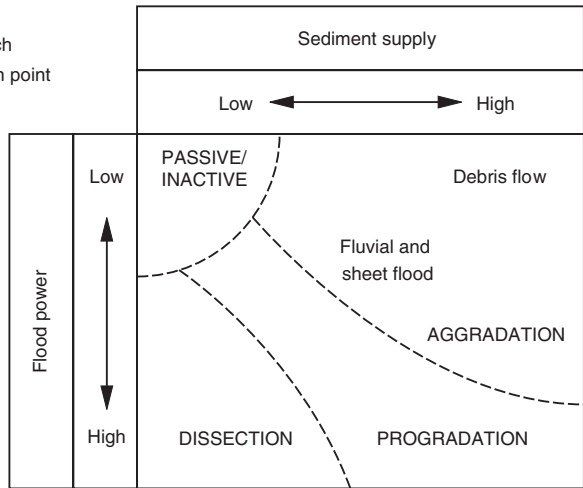 point
Sediment supply
Low
High
Flood power
Low
High
PASSIVE/
INACTIVE
Debris flow
Fluvial and
sheet flood
AGGRADATION
DISSECTION
PROGRADATION